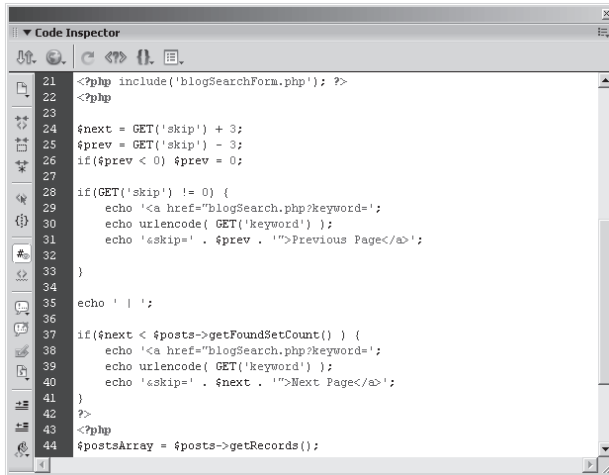 Code Inspector
21 <?php include('blogSearchForm.php'); ?>
22 <?php
23
24 $next = GET('skip') + 3;
25 $prev = GET('skip') - 3;
26 if($prev < 0) $prev = 0;
27
28 if(GET('skip') != 0) {
29 echo '<a href="blogSearch.php?keyword=';
30 echo urlencode( GET('keyword') );
31 echo '&skip=' . $prev . '">Previous Page</a>';
32
33 }
34
35 echo ' | ';
36
37 if($next < $posts->getFoundSetCount() ) {
38 echo '<a href="blogSearch.php?keyword=';
39 echo urlencode( GET('keyword') );
40 echo '&skip=' . $next . '">Next Page</a>';
41 }
42 ?>
43 <?php
44 $postsArray = $posts->getRecords();